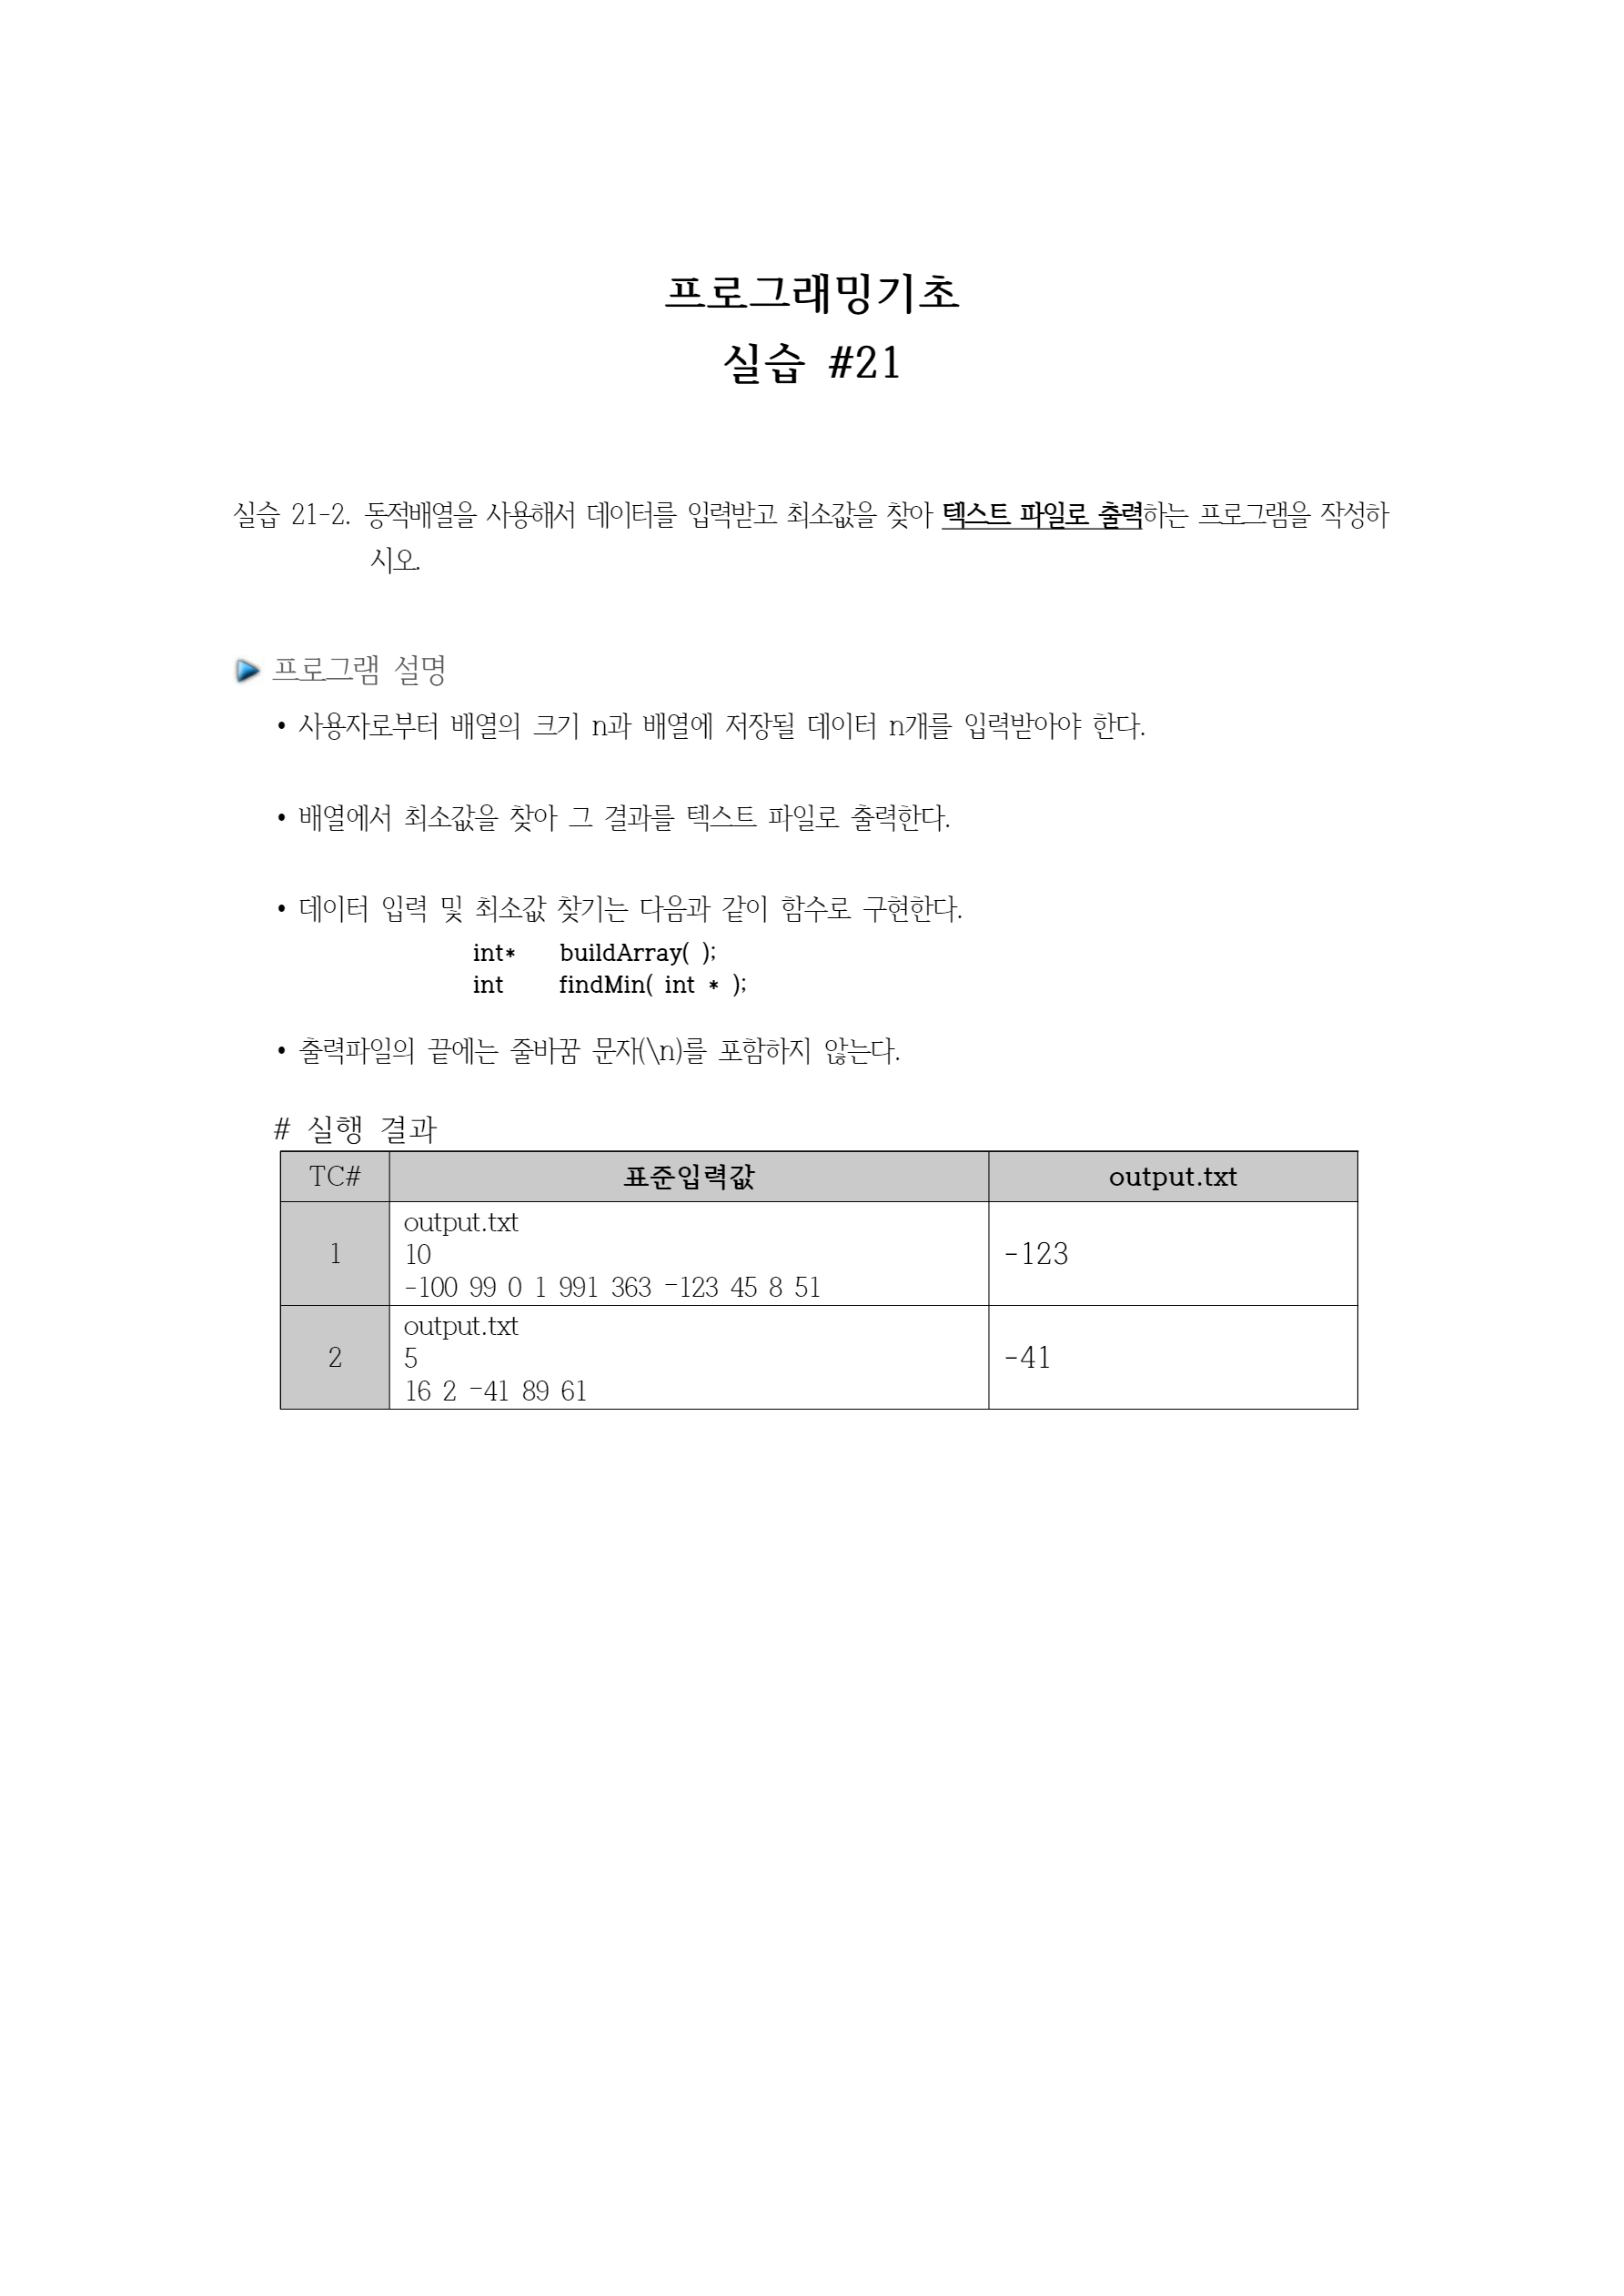 프로그래밍기초
실습 #21
실습 21-2. 동적배열을 사용해서 데이터를 입력받고 최소값을 찾아 텍스트 파일로 출력하는 프로그램을 작성하
시오.
프로그램 설명
• 사용자로부터 배열의 크기 n과 배열에 저장될 데이터 n개를 입력받아야 한다.
• 배열에서 최소값을 찾아 그 결과를 텍스트 파일로 출력한다.
• 데이터 입력 및 최소값 찾기는 다음과 같이 함수로 구현한다.
int* buildArray( );
int findMin( int * );
• 출력파일의 끝에는 줄바꿈 문자(\n)를 포함하지 않는다.
# 실행 결과
TC# 표준입력값 output.txt
1
output.txt
10
-100 99 0 1 991 363 -123 45 8 51
-123
2
output.txt
5
16 2 -41 89 61
-41